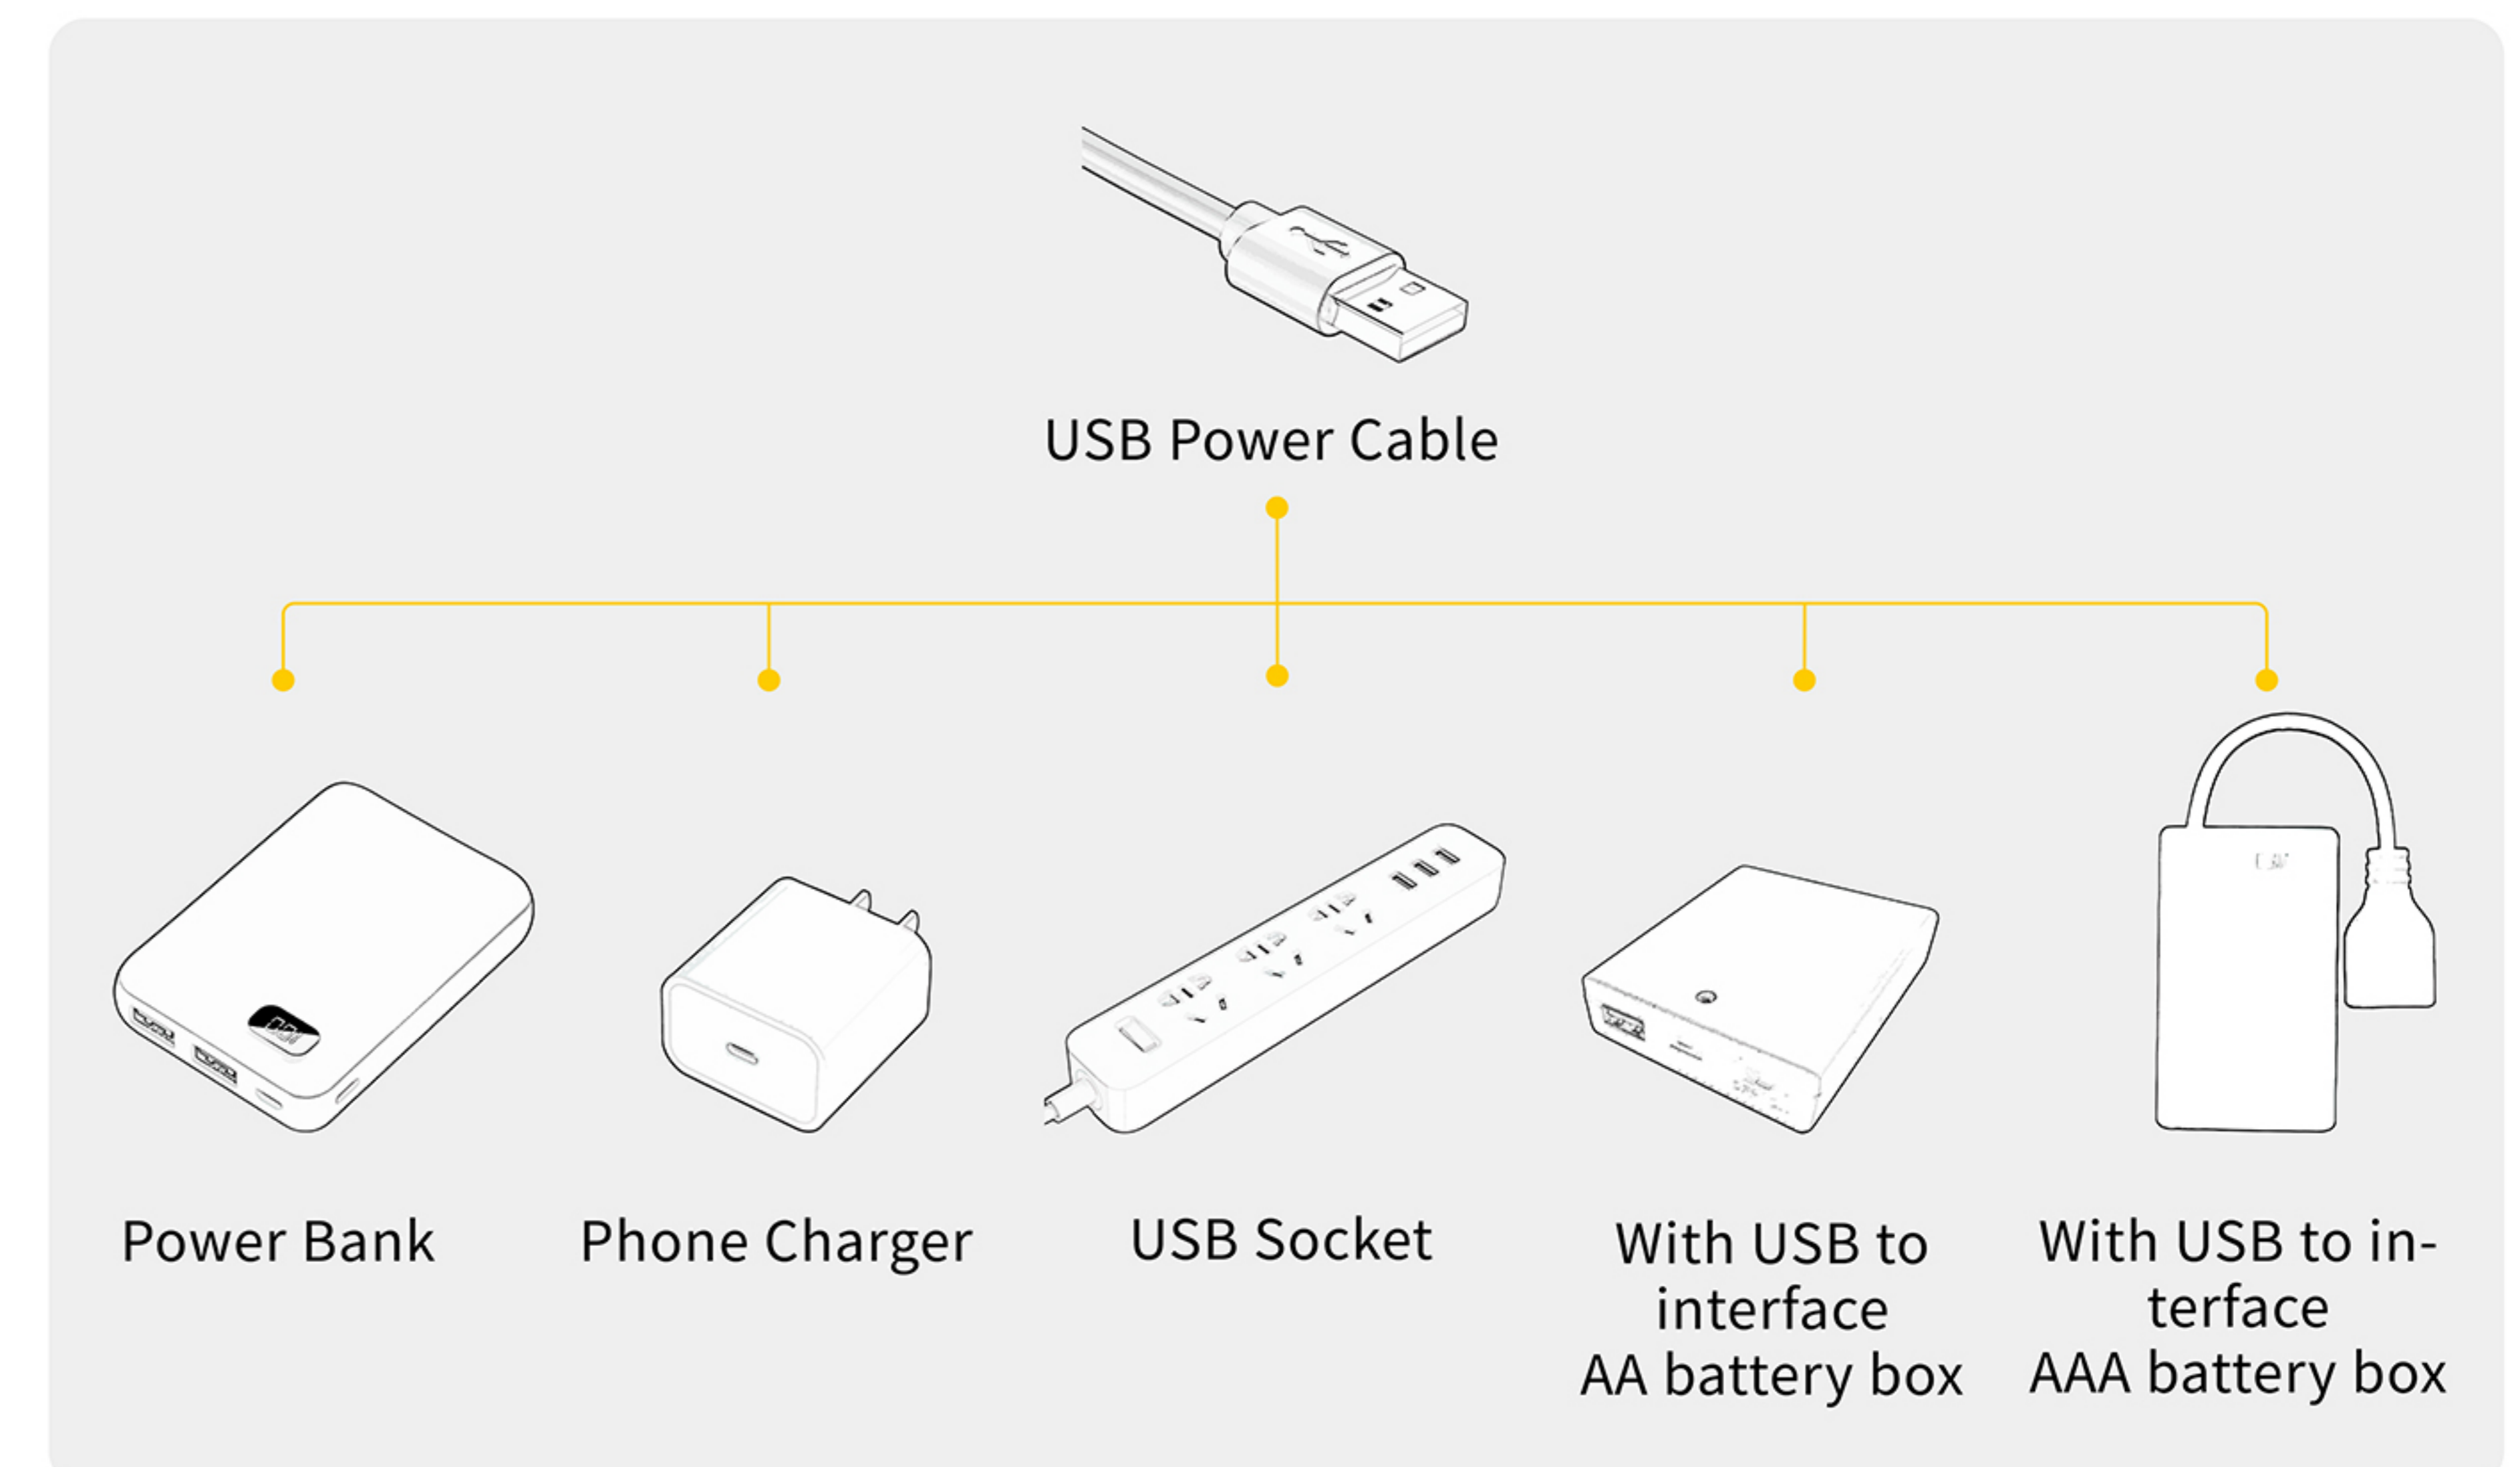 USB Power Cable
Power Bank
Phone Charger
USB Socket
With USB to
interface
AA battery box
With USB to in-
terface
AAA battery box